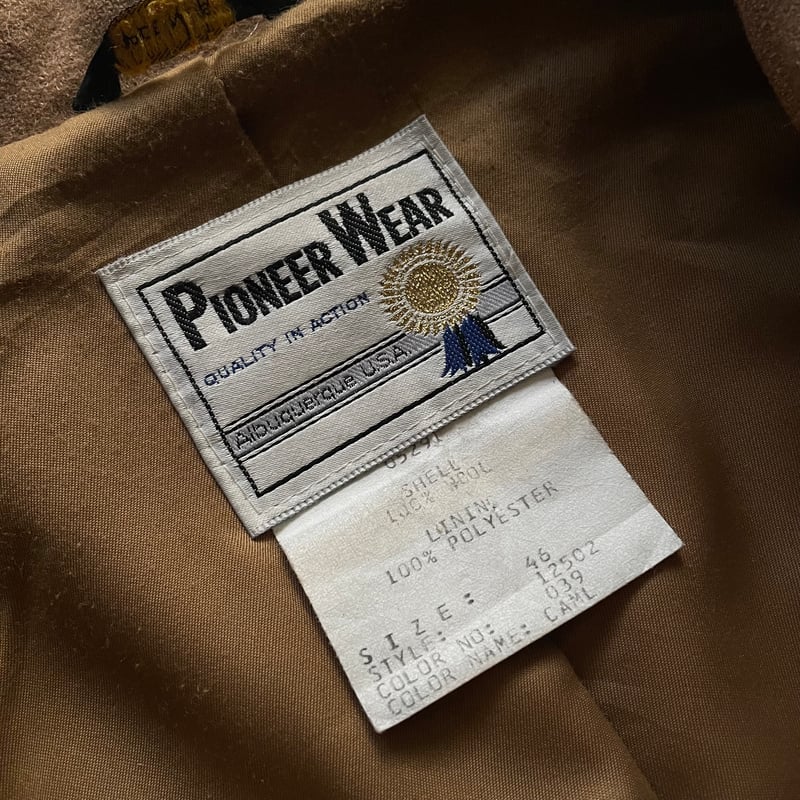 PIONEER WEAR
QUALITY IN ACTION
Albuquerque U.S.A.
SHELL
100% WOOL
LINING
100% POLYESTER
SIZE: 46
STYLE: 12502
COLOR NO: 039
COLOR NAME: CAML